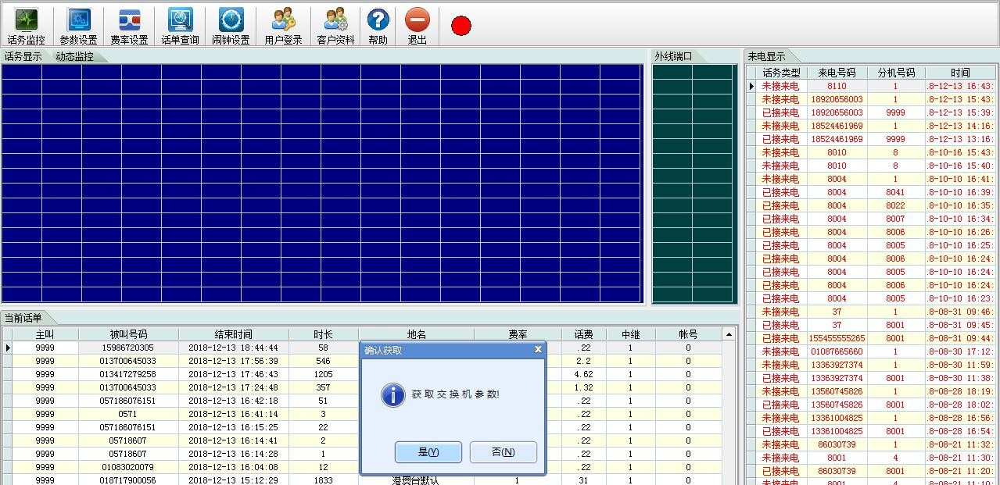 话务监控 参数设置 费率设置 话单查询 闹钟设置 用户登录 客户资料 帮助 退出
话务显示 动态监控
外线端口
来电显示
话务类型 来电号码 分机号码 时间
未接来电 8110 1 .8-12-13 16:43:
未接来电 18920656003 1 .8-12-13 15:43:
已接来电 18920656003 9999 .8-12-13 15:39:
未接来电 18524461969 1 .8-12-13 14:16:
已接来电 18524461969 9999 .8-12-13 13:16:
未接来电 8010 8 .8-10-16 15:43:
未接来电 8010 8 .8-10-16 15:40:
未接来电 8004 1 .8-10-10 16:41:
已接来电 8004 8041 .8-10-10 16:39:
已接来电 8004 8022 .8-10-10 16:35:
已接来电 8004 8007 .8-10-10 16:34:
已接来电 8004 8006 .8-10-10 16:26:
已接来电 8004 8005 .8-10-10 16:25:
已接来电 8004 8006 .8-10-10 16:24:
已接来电 8004 8005 .8-10-10 16:24:
已接来电 8004 8006 .8-10-10 16:24:
已接来电 8004 8005 .8-10-10 16:23:
未接来电 37 1 .8-08-31 09:46:
已接来电 37 8001 .8-08-31 09:45:
已接来电 155455555265 8001 .8-08-31 09:44:
未接来电 01087665660 1 .8-08-30 17:12:
未接来电 13363927374 1 .8-08-30 11:59:
已接来电 13363927374 8001 .8-08-30 11:38:
未接来电 13560745826 1 .8-08-28 18:19:
已接来电 13560745826 8001 .8-08-28 18:02:
未接来电 13361004825 1 .8-08-28 16:56:
已接来电 13361004825 8001 .8-08-28 16:54:
未接来电 86030739 1 .8-08-21 11:32:
未接来电 8001 4 .8-08-21 11:30:
已接来电 86030739 8001 .8-08-21 11:20:
未接来电 8001 4 .8-08-21 11:10:
当前话单
主叫 被叫号码 结束时间 时长 地名 费率 话费 中继 帐号
9999 15986720305 2018-12-13 18:44:44 58 .22 1 0
9999 013700645033 2018-12-13 17:56:39 546 2.2 1 0
9999 013417279258 2018-12-13 17:46:43 1205 4.62 1 0
9999 013700645033 2018-12-13 17:24:48 357 1.32 1 0
9999 057186076151 2018-12-13 16:42:18 51 .22 1 0
9999 0571 2018-12-13 16:41:14 3 .22 1 0
9999 057186076151 2018-12-13 16:15:25 22 .22 1 0
9999 05718607 2018-12-13 16:14:41 2 .22 1 0
9999 05718607 2018-12-13 16:14:28 1 .22 1 0
9999 01083020079 2018-12-13 16:04:08 12 .22 1 0
9999 018717900056 2018-12-13 15:12:29 1833 港澳台默认 1 31 1 0
确认获取
获取交换机参数!
是(Y) 否(N)